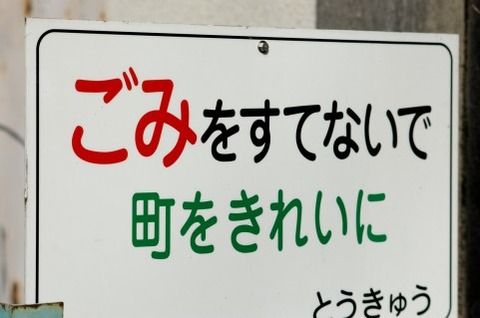 ごみをすてないで
町をきれいに
とうきゅう